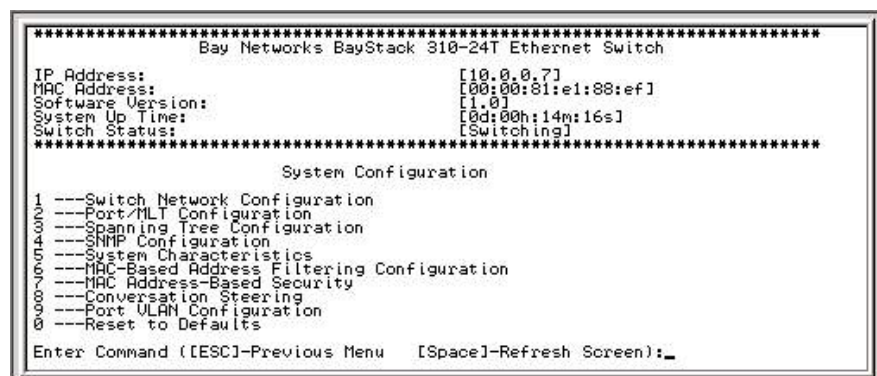 ********************************************************************************
Bay Networks BayStack 310-24T Ethernet Switch
IP Address: [10.0.0.7]
MAC Address: [00:00:81:e1:88:ef]
Software Version: [1.0]
System Up Time: [0d:00h:14m:16s]
Switch Status: [Switching]
********************************************************************************
System Configuration
1 ---Switch Network Configuration
2 ---Port/MLT Configuration
3 ---Spanning Tree Configuration
4 ---SNMP Configuration
5 ---System Characteristics
6 ---MAC-Based Address Filtering Configuration
7 ---MAC Address-Based Security
8 ---Conversation Steering
9 ---Port VLAN Configuration
0 ---Reset to Defaults
Enter Command ([ESC]-Previous Menu [Space]-Refresh Screen):_